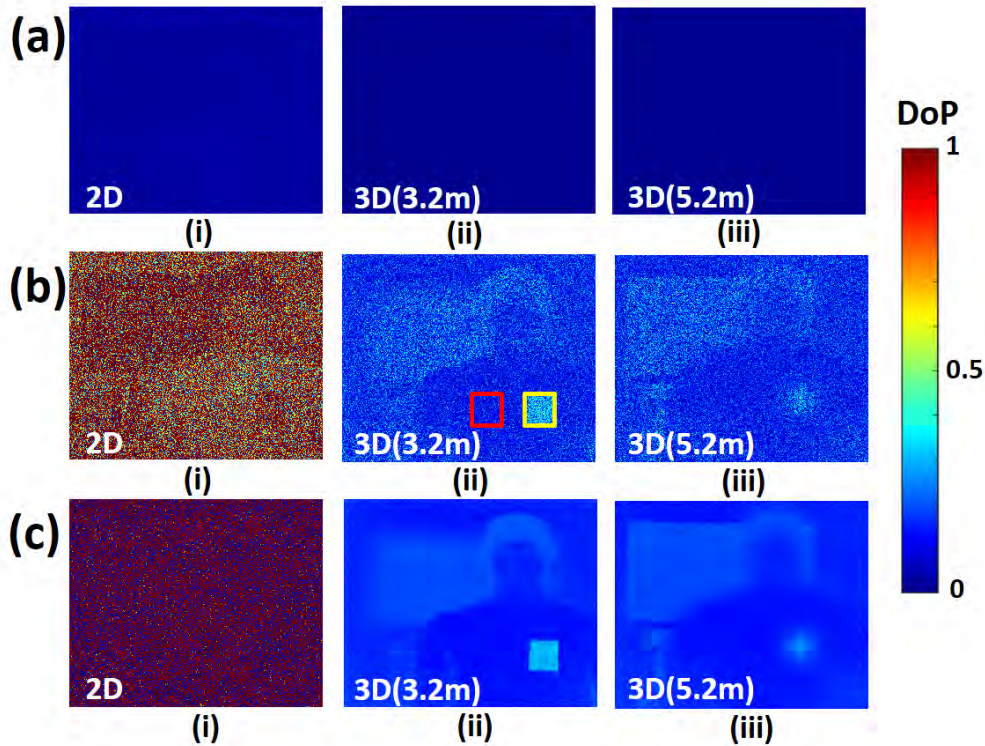 (a)
2D
3D(3.2m)
3D(5.2m)
(i)
(ii)
(iii)
DoP
1
0.5
0
(b)
2D
3D(3.2m)
3D(5.2m)
(i)
(ii)
(iii)
(c)
2D
3D(3.2m)
3D(5.2m)
(i)
(ii)
(iii)